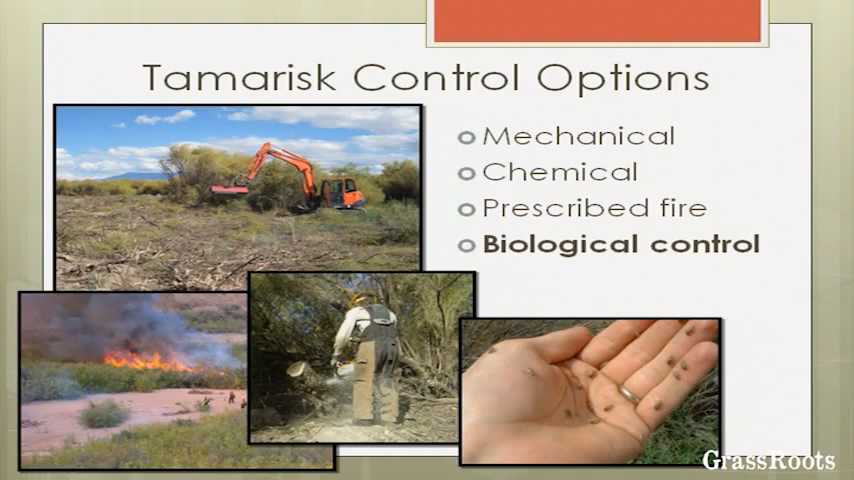 Tamarisk Control Options
Mechanical
Chemical
Prescribed fire
Biological control
GrassRoots